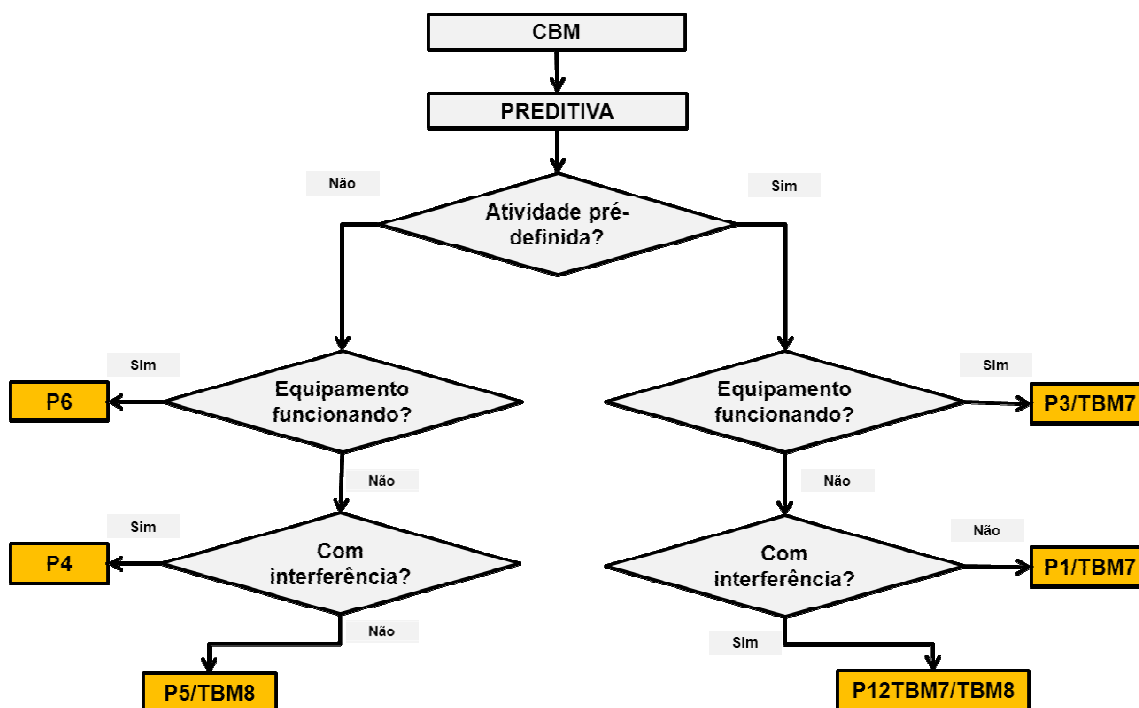 CBM
PREDITIVA
Não
Sim
Atividade pré-
definida?
Sim
Sim
P6
Equipamento
funcionando?
Equipamento
funcionando?
P3/TBM7
Não
Não
Sim
Não
P4
Com
interferência?
Com
interferência?
P1/TBM7
Não
Sim
P5/TBM8
P12TBM7/TBM8